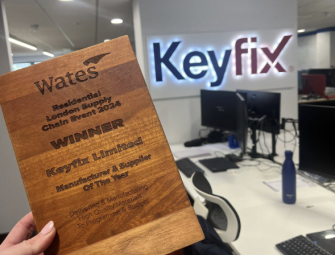 Wates
Residential
London Supply
Chain Event 2024
WINNER
Keyfix Limited
Manufacturer & Supplier
Of The Year
Keyfix